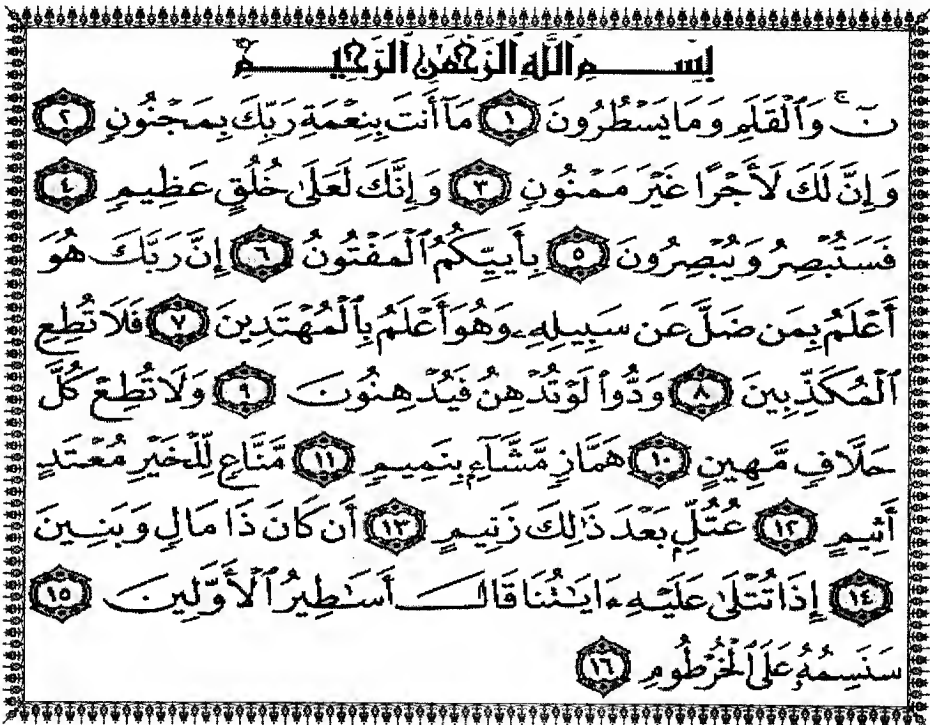 بِسْمِ ٱللَّهِ ٱلرَّحْمَٰنِ ٱلرَّحِيمِ
نٓۚ وَٱلْقَلَمِ وَمَا يَسْطُرُونَ ١ مَآ أَنتَ بِنِعْمَةِ رَبِّكَ بِمَجْنُونٍ ٢
وَإِنَّ لَكَ لَأَجْرًا غَيْرَ مَمْنُونٍ ٣ وَإِنَّكَ لَعَلَىٰ خُلُقٍ عَظِيمٍ ٤
فَسَتُبْصِرُ وَيُبْصِرُونَ ٥ بِأَييِّكُمُ ٱلْمَفْتُونُ ٦ إِنَّ رَبَّكَ هُوَ
أَعْلَمُ بِمَن ضَلَّ عَن سَبِيلِهِۦ وَهُوَ أَعْلَمُ بِٱلْمُهْتَدِينَ ٧ فَلَا تُطِعِ
ٱلْمُكَذِّبِينَ ٨ وَدُّوا۟ لَوْ تُدْهِنُ فَيُدْهِنُونَ ٩ وَلَا تُطِعْ كُلَّ
حَلَّافٍ مَّهِينٍ ١٠ هَمَّازٍ مَّشَّآءٍۭ بِنَمِيمٍ ١١ مَّنَّاعٍ لِّلْخَيْرِ مُعْتَدٍ
أَثِيمٍ ١٢ عُتُلٍّۭ بَعْدَ ذَٰلِكَ زَنِيمٍ ١٣ أَن كَانَ ذَا مَالٍ وَبَنِينَ
١٤ إِذَا تُتْلَىٰ عَلَيْهِ ءَايَٰتُنَا قَالَ أَسَٰطِيرُ ٱلْأَوَّلِينَ ١٥
سَنَسِمُهُۥ عَلَى ٱلْخُرْطُومِ ١٦